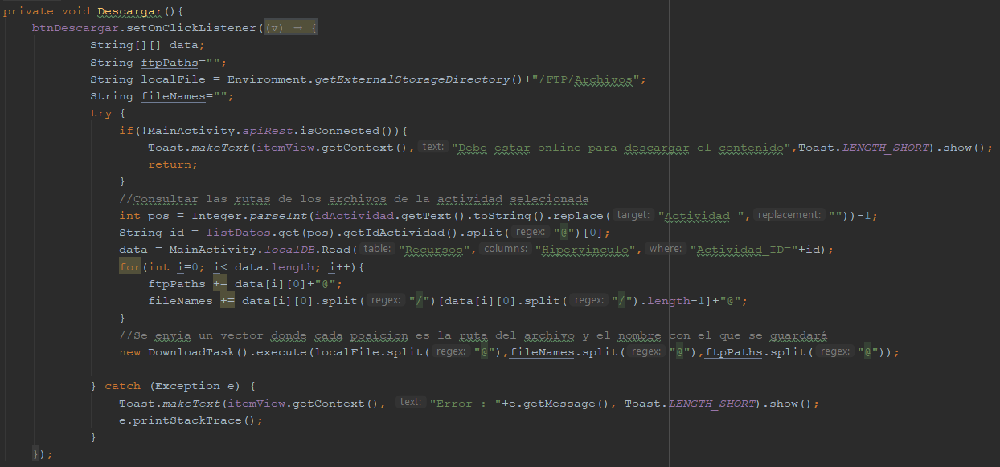 private void Descargar(){
btnDescargar.setOnClickListener((v) → {
String[][] data;
String ftpPaths="";
String localFile = Environment.getExternalStorageDirectory()+"/FTP/Archivos";
String fileNames="";
try {
if(!MainActivity.apiRest.isConnected()){
Toast.makeText(itemView.getContext(), text: "Debe estar online para descargar el contenido",Toast.LENGTH_SHORT).show();
return;
}
//Consultar las rutas de los archivos de la actividad selecionada
int pos = Integer.parseInt(idActividad.getText().toString().replace( target: "Actividad ", replacement: ""))-1;
String id = listDatos.get(pos).getIdActividad().split( regex: "@")[0];
data = MainActivity.localDB.Read( table: "Recursos", columns: "Hipervinculo", where: "Actividad_ID="+id);
for(int i=0; i< data.length; i++){
ftpPaths += data[i][0]+"@";
fileNames += data[i][0].split( regex: "/")[data[i][0].split( regex: "/").length-1]+"@";
}
//Se envia un vector donde cada posicion es la ruta del archivo y el nombre con el que se guardará
new DownloadTask().execute(localFile.split( regex: "@"),fileNames.split( regex: "@"),ftpPaths.split( regex: "@"));
} catch (Exception e) {
Toast.makeText(itemView.getContext(), text: "Error : "+e.getMessage(), Toast.LENGTH_SHORT).show();
e.printStackTrace();
}
});